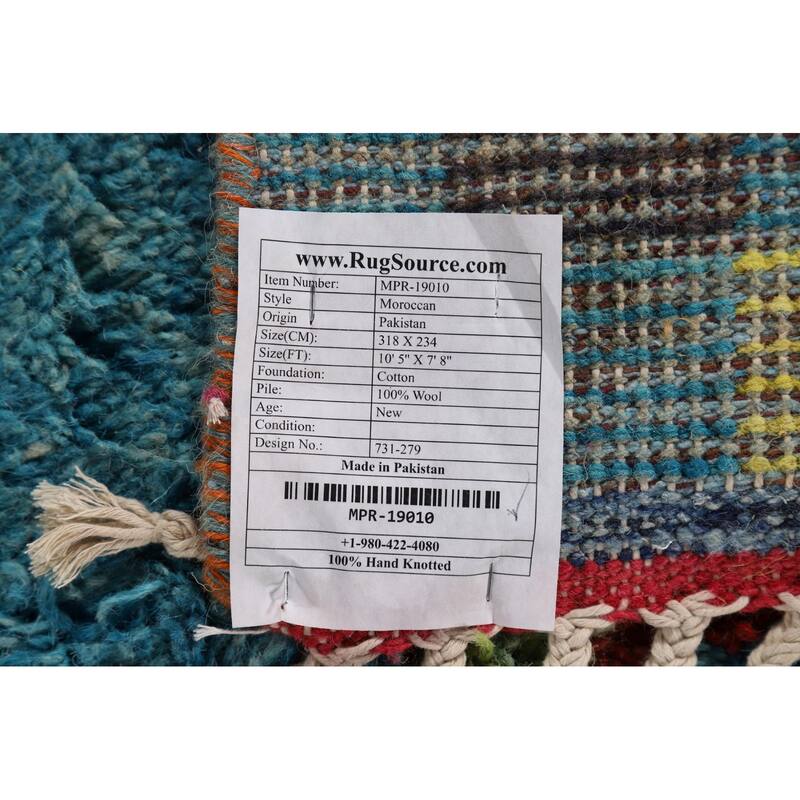 www.RugSource.com
Item Number: MPR-19010
Style Moroccan
Origin Pakistan
Size(CM): 318 X 234
Size(FT): 10' 5" X 7' 8"
Foundation: Cotton
Pile: 100% Wool
Age: New
Condition:
Design No.: 731-279
Made in Pakistan
MPR-19010
+1-980-422-4080
100% Hand Knotted